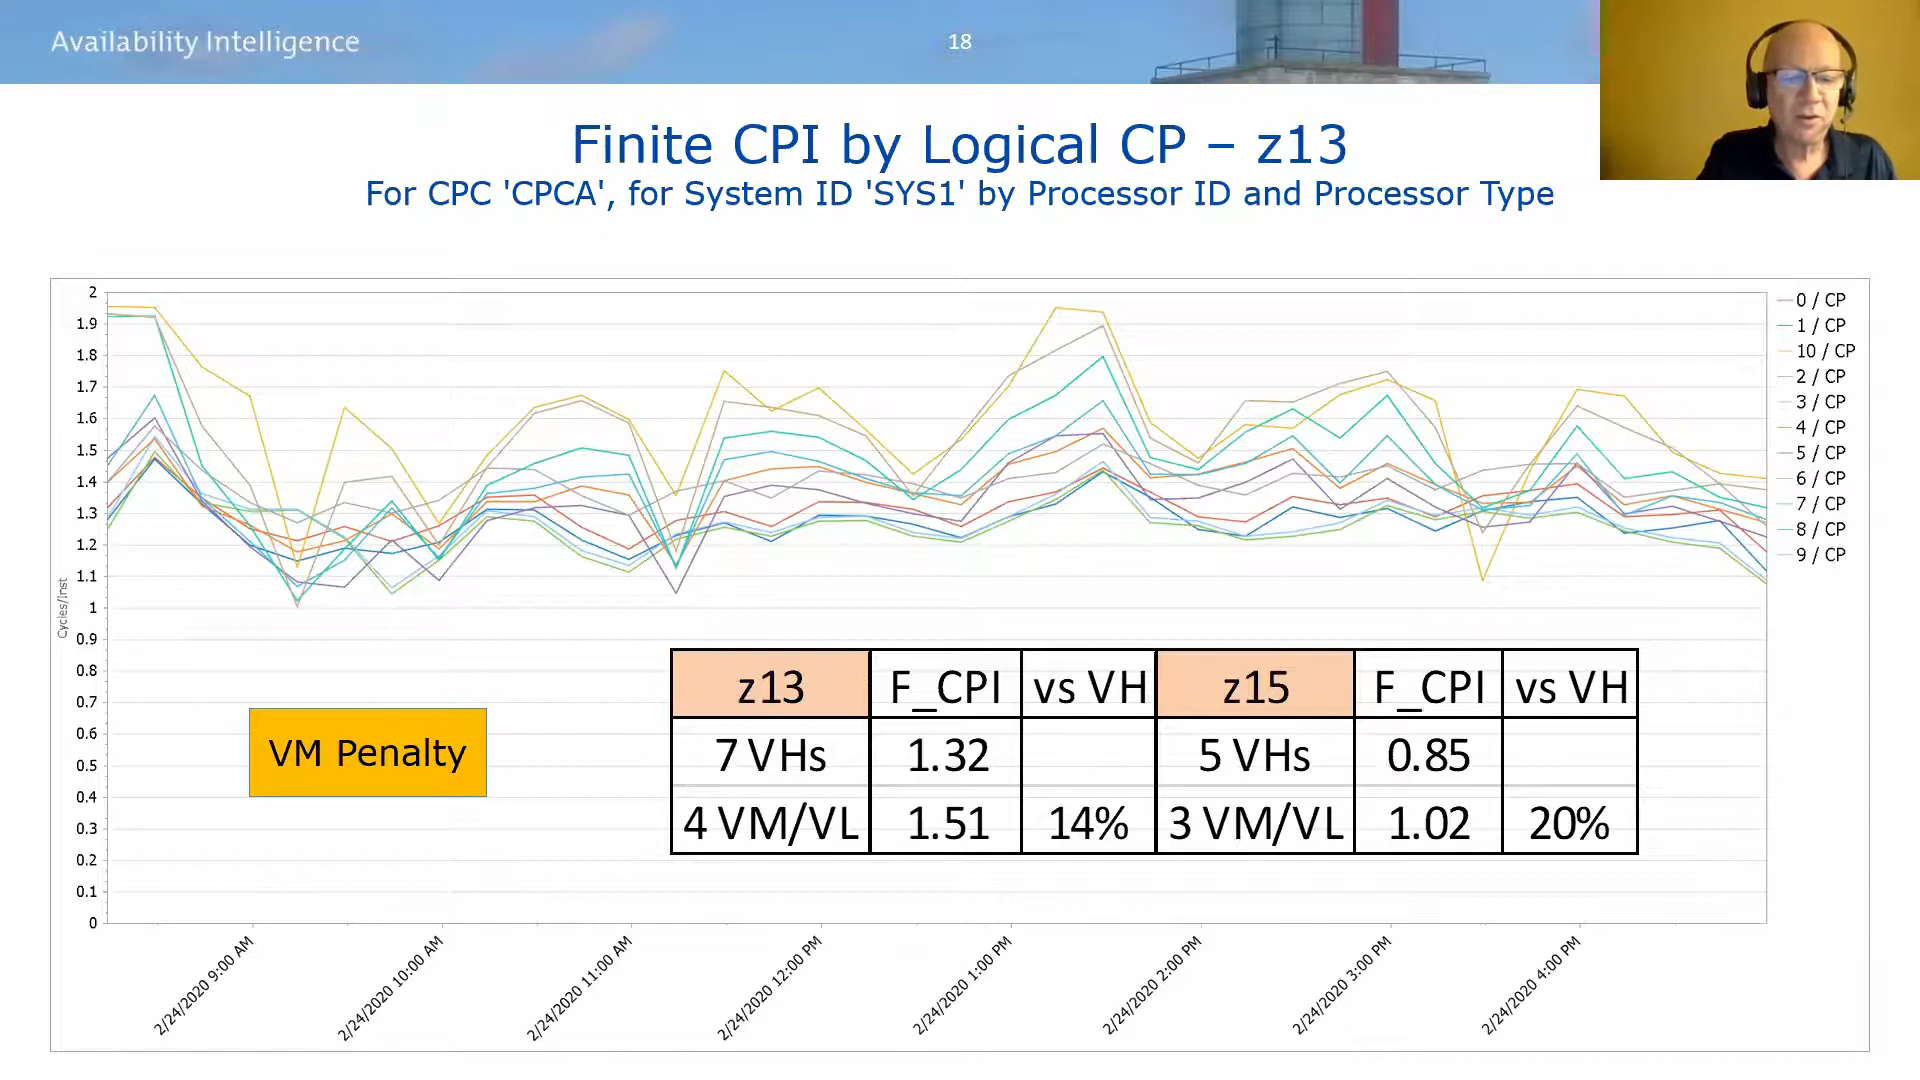 Availability Intelligence
18
Finite CPI by Logical CP – z13
For CPC 'CPCA', for System ID 'SYS1' by Processor ID and Processor Type
2
1.9
1.8
1.7
1.6
1.5
1.4
1.3
1.2
1.1
1
0.9
0.8
0.7
0.6
0.5
0.4
0.3
0.2
0.1
0
Cycles/Inst
0 / CP
1 / CP
10 / CP
2 / CP
3 / CP
4 / CP
5 / CP
6 / CP
7 / CP
8 / CP
9 / CP
VM Penalty
z13 F_CPI vs VH z15 F_CPI vs VH
7 VHs 1.32 5 VHs 0.85
4 VM/VL 1.51 14% 3 VM/VL 1.02 20%
2/24/2020 9:00 AM
2/24/2020 10:00 AM
2/24/2020 11:00 AM
2/24/2020 12:00 PM
2/24/2020 1:00 PM
2/24/2020 2:00 PM
2/24/2020 3:00 PM
2/24/2020 4:00 PM